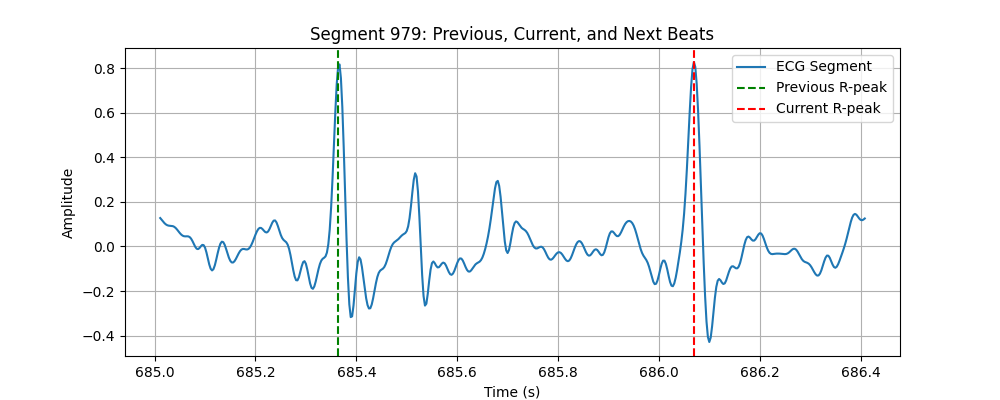 Segment 979: Previous, Current, and Next Beats
ECG Segment
Previous R-peak
Current R-peak
Amplitude
0.8
0.6
0.4
0.2
0.0
−0.2
−0.4
685.0 685.2 685.4 685.6 685.8 686.0 686.2 686.4
Time (s)